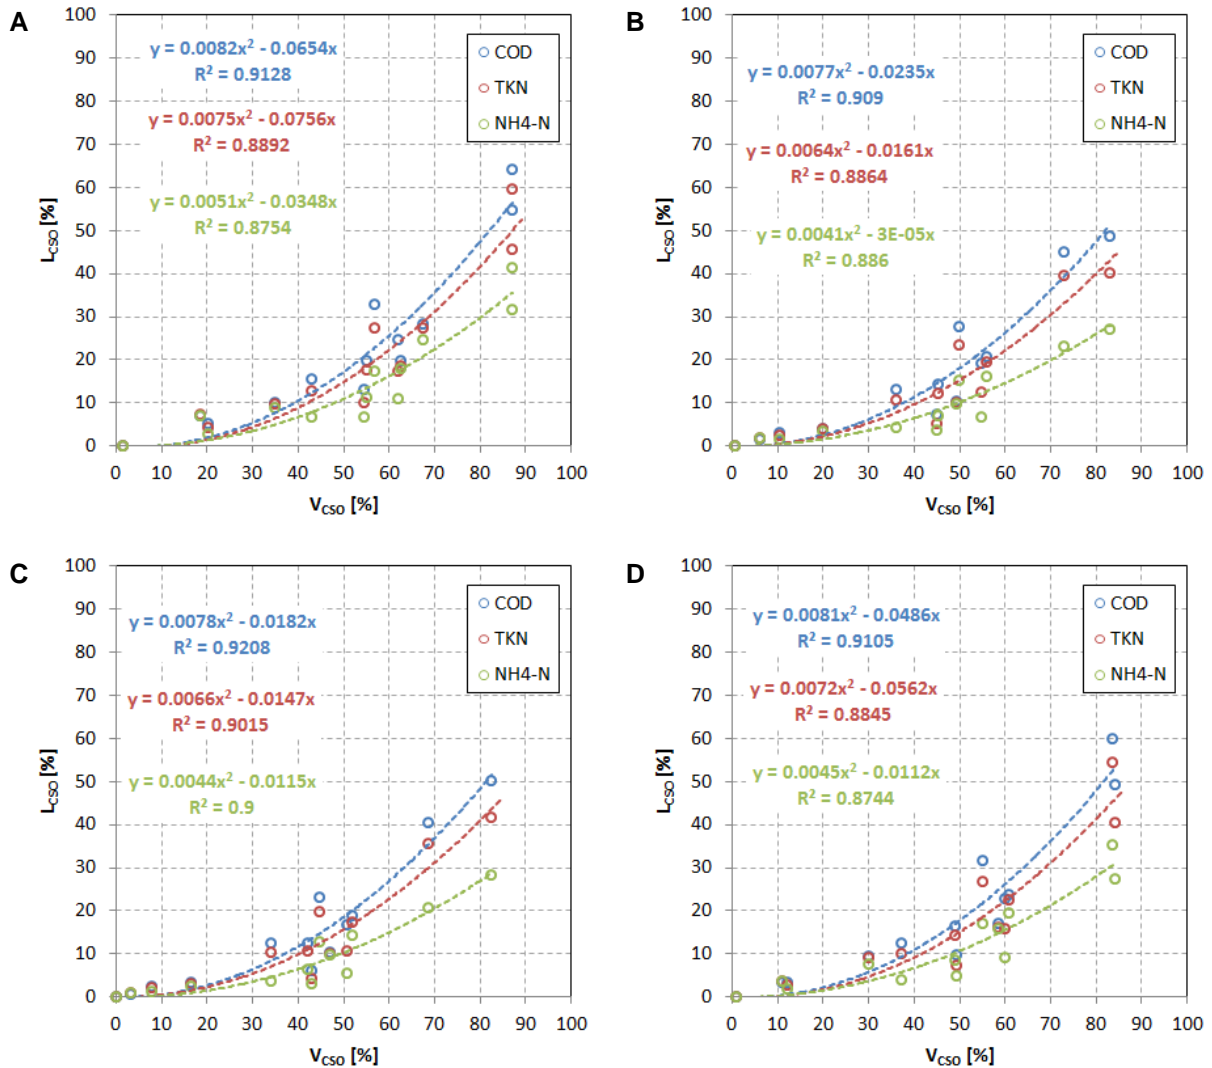 A
100
90
80
70
60
50
40
30
20
10
0
L_CSO [%]
y = 0.0082x² - 0.0654x
R² = 0.9128
y = 0.0075x² - 0.0756x
R² = 0.8892
y = 0.0051x² - 0.0348x
R² = 0.8754
COD
TKN
NH4-N
0 10 20 30 40 50 60 70 80 90 100
V_CSO [%]
B
100
90
80
70
60
50
40
30
20
10
0
L_CSO [%]
y = 0.0077x² - 0.0235x
R² = 0.909
y = 0.0064x² - 0.0161x
R² = 0.8864
y = 0.0041x² - 3E-05x
R² = 0.886
COD
TKN
NH4-N
0 10 20 30 40 50 60 70 80 90 100
V_CSO [%]
C
100
90
80
70
60
50
40
30
20
10
0
L_CSO [%]
y = 0.0078x² - 0.0182x
R² = 0.9208
y = 0.0066x² - 0.0147x
R² = 0.9015
y = 0.0044x² - 0.0115x
R² = 0.9
COD
TKN
NH4-N
0 10 20 30 40 50 60 70 80 90 100
V_CSO [%]
D
100
90
80
70
60
50
40
30
20
10
0
L_CSO [%]
y = 0.0081x² - 0.0486x
R² = 0.9105
y = 0.0072x² - 0.0562x
R² = 0.8845
y = 0.0045x² - 0.0112x
R² = 0.8744
COD
TKN
NH4-N
0 10 20 30 40 50 60 70 80 90 100
V_CSO [%]